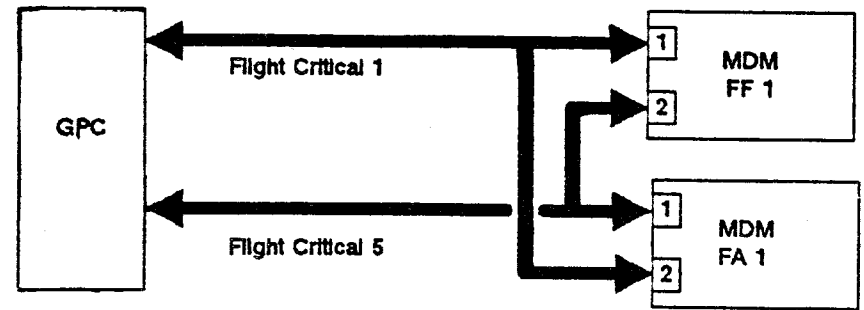 GPC
Flight Critical 1
Flight Critical 5
1
2
MDM
FF 1
1
2
MDM
FA 1